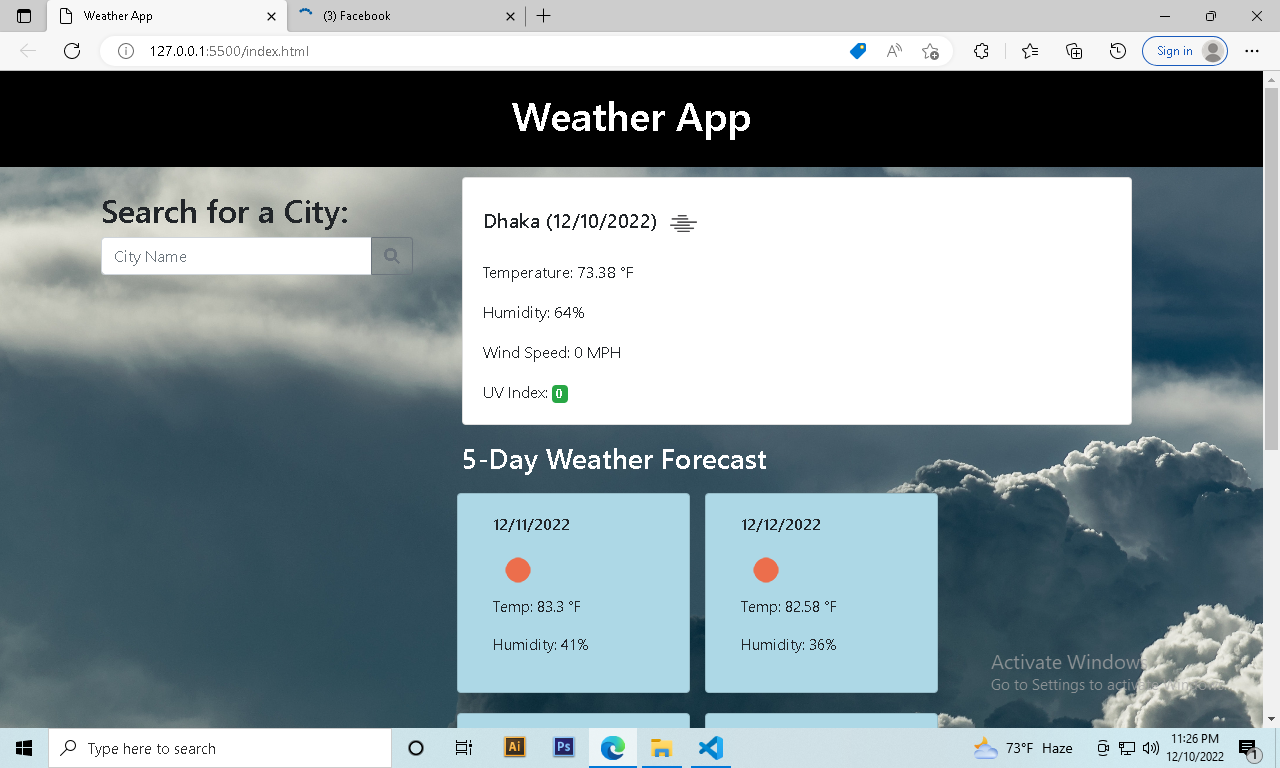 Weather App
(3) Facebook
127.0.0.1:5500/index.html
Sign in
Weather App
Search for a City:
City Name
Dhaka (12/10/2022)
Temperature: 73.38 °F
Humidity: 64%
Wind Speed: 0 MPH
UV Index: 0
5-Day Weather Forecast
12/11/2022
Temp: 83.3 °F
Humidity: 41%
12/12/2022
Temp: 82.58 °F
Humidity: 36%
Activate Windows
Go to Settings to activate Windows.
Type here to search
Ai
Ps
73°F Haze
11:26 PM
12/10/2022
1